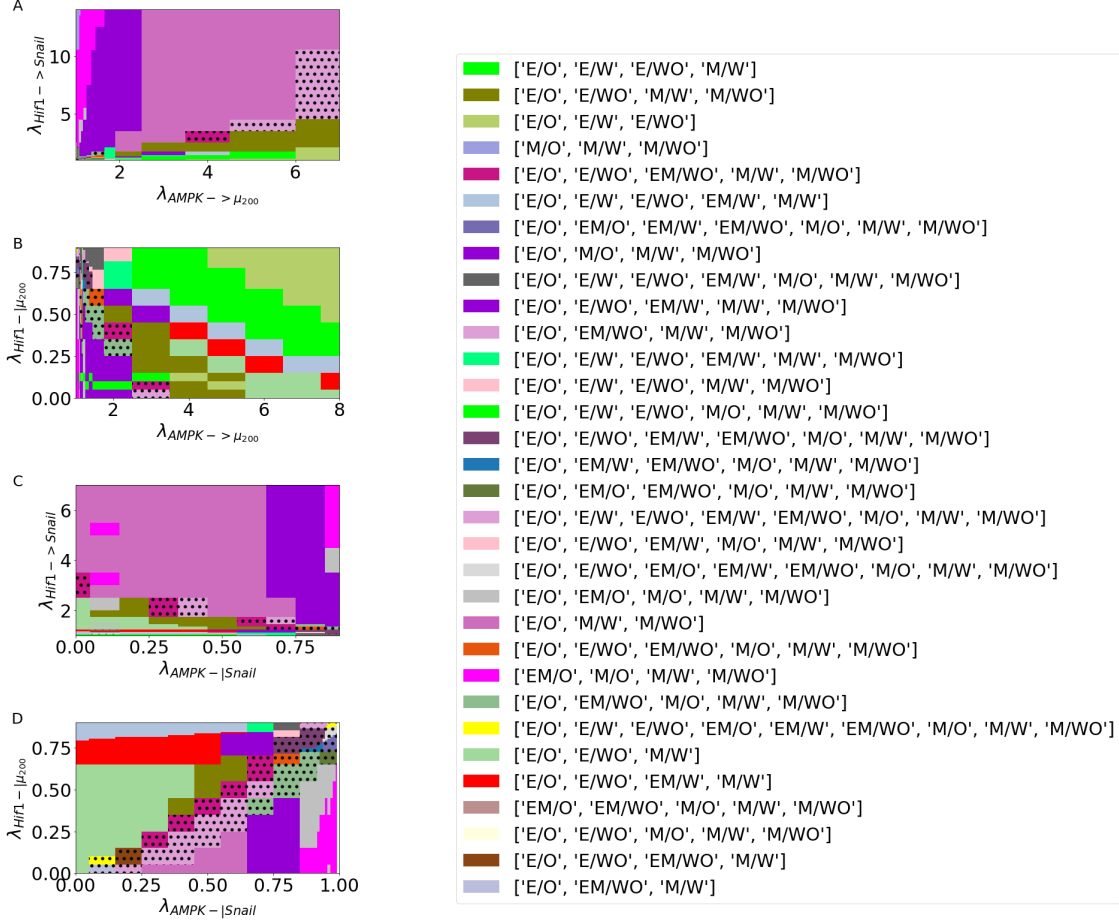 A
λHif1−>Snail
10
5
2
4
6
λAMPK−>μ200
B
λHif1−|μ200
0.75
0.50
0.25
0.00
2
4
6
8
λAMPK−>μ200
C
λHif1−>Snail
6
4
2
0.00
0.25
0.50
0.75
λAMPK−|Snail
D
λHif1−|μ200
0.75
0.50
0.25
0.00
0.00
0.25
0.50
0.75
1.00
λAMPK−|Snail
['E/O', 'E/W', 'E/WO', 'M/W']
['E/O', 'E/WO', 'M/W', 'M/WO']
['E/O', 'E/W', 'E/WO']
['M/O', 'M/W', 'M/WO']
['E/O', 'E/WO', 'EM/WO', 'M/W', 'M/WO']
['E/O', 'E/W', 'E/WO', 'EM/W', 'M/W']
['E/O', 'EM/O', 'EM/W', 'EM/WO', 'M/O', 'M/W', 'M/WO']
['E/O', 'M/O', 'M/W', 'M/WO']
['E/O', 'E/W', 'E/WO', 'EM/W', 'M/O', 'M/W', 'M/WO']
['E/O', 'E/WO', 'EM/W', 'M/W', 'M/WO']
['E/O', 'EM/WO', 'M/W', 'M/WO']
['E/O', 'E/W', 'E/WO', 'EM/W', 'M/W', 'M/WO']
['E/O', 'E/W', 'E/WO', 'M/W', 'M/WO']
['E/O', 'E/W', 'E/WO', 'M/O', 'M/W', 'M/WO']
['E/O', 'E/WO', 'EM/W', 'EM/WO', 'M/O', 'M/W', 'M/WO']
['E/O', 'EM/W', 'EM/WO', 'M/O', 'M/W', 'M/WO']
['E/O', 'EM/O', 'EM/WO', 'M/O', 'M/W', 'M/WO']
['E/O', 'E/W', 'E/WO', 'EM/W', 'EM/WO', 'M/O', 'M/W', 'M/WO']
['E/O', 'E/WO', 'EM/W', 'M/O', 'M/W', 'M/WO']
['E/O', 'E/WO', 'EM/O', 'EM/W', 'EM/WO', 'M/O', 'M/W', 'M/WO']
['E/O', 'EM/O', 'M/O', 'M/W', 'M/WO']
['E/O', 'M/W', 'M/WO']
['E/O', 'E/WO', 'EM/WO', 'M/O', 'M/W', 'M/WO']
['EM/O', 'M/O', 'M/W', 'M/WO']
['E/O', 'EM/WO', 'M/O', 'M/W', 'M/WO']
['E/O', 'E/W', 'E/WO', 'EM/O', 'EM/W', 'EM/WO', 'M/O', 'M/W', 'M/WO']
['E/O', 'E/WO', 'M/W']
['E/O', 'E/WO', 'EM/W', 'M/W']
['EM/O', 'EM/WO', 'M/O', 'M/W', 'M/WO']
['E/O', 'E/WO', 'M/O', 'M/W', 'M/WO']
['E/O', 'E/WO', 'EM/WO', 'M/W']
['E/O', 'EM/WO', 'M/W']